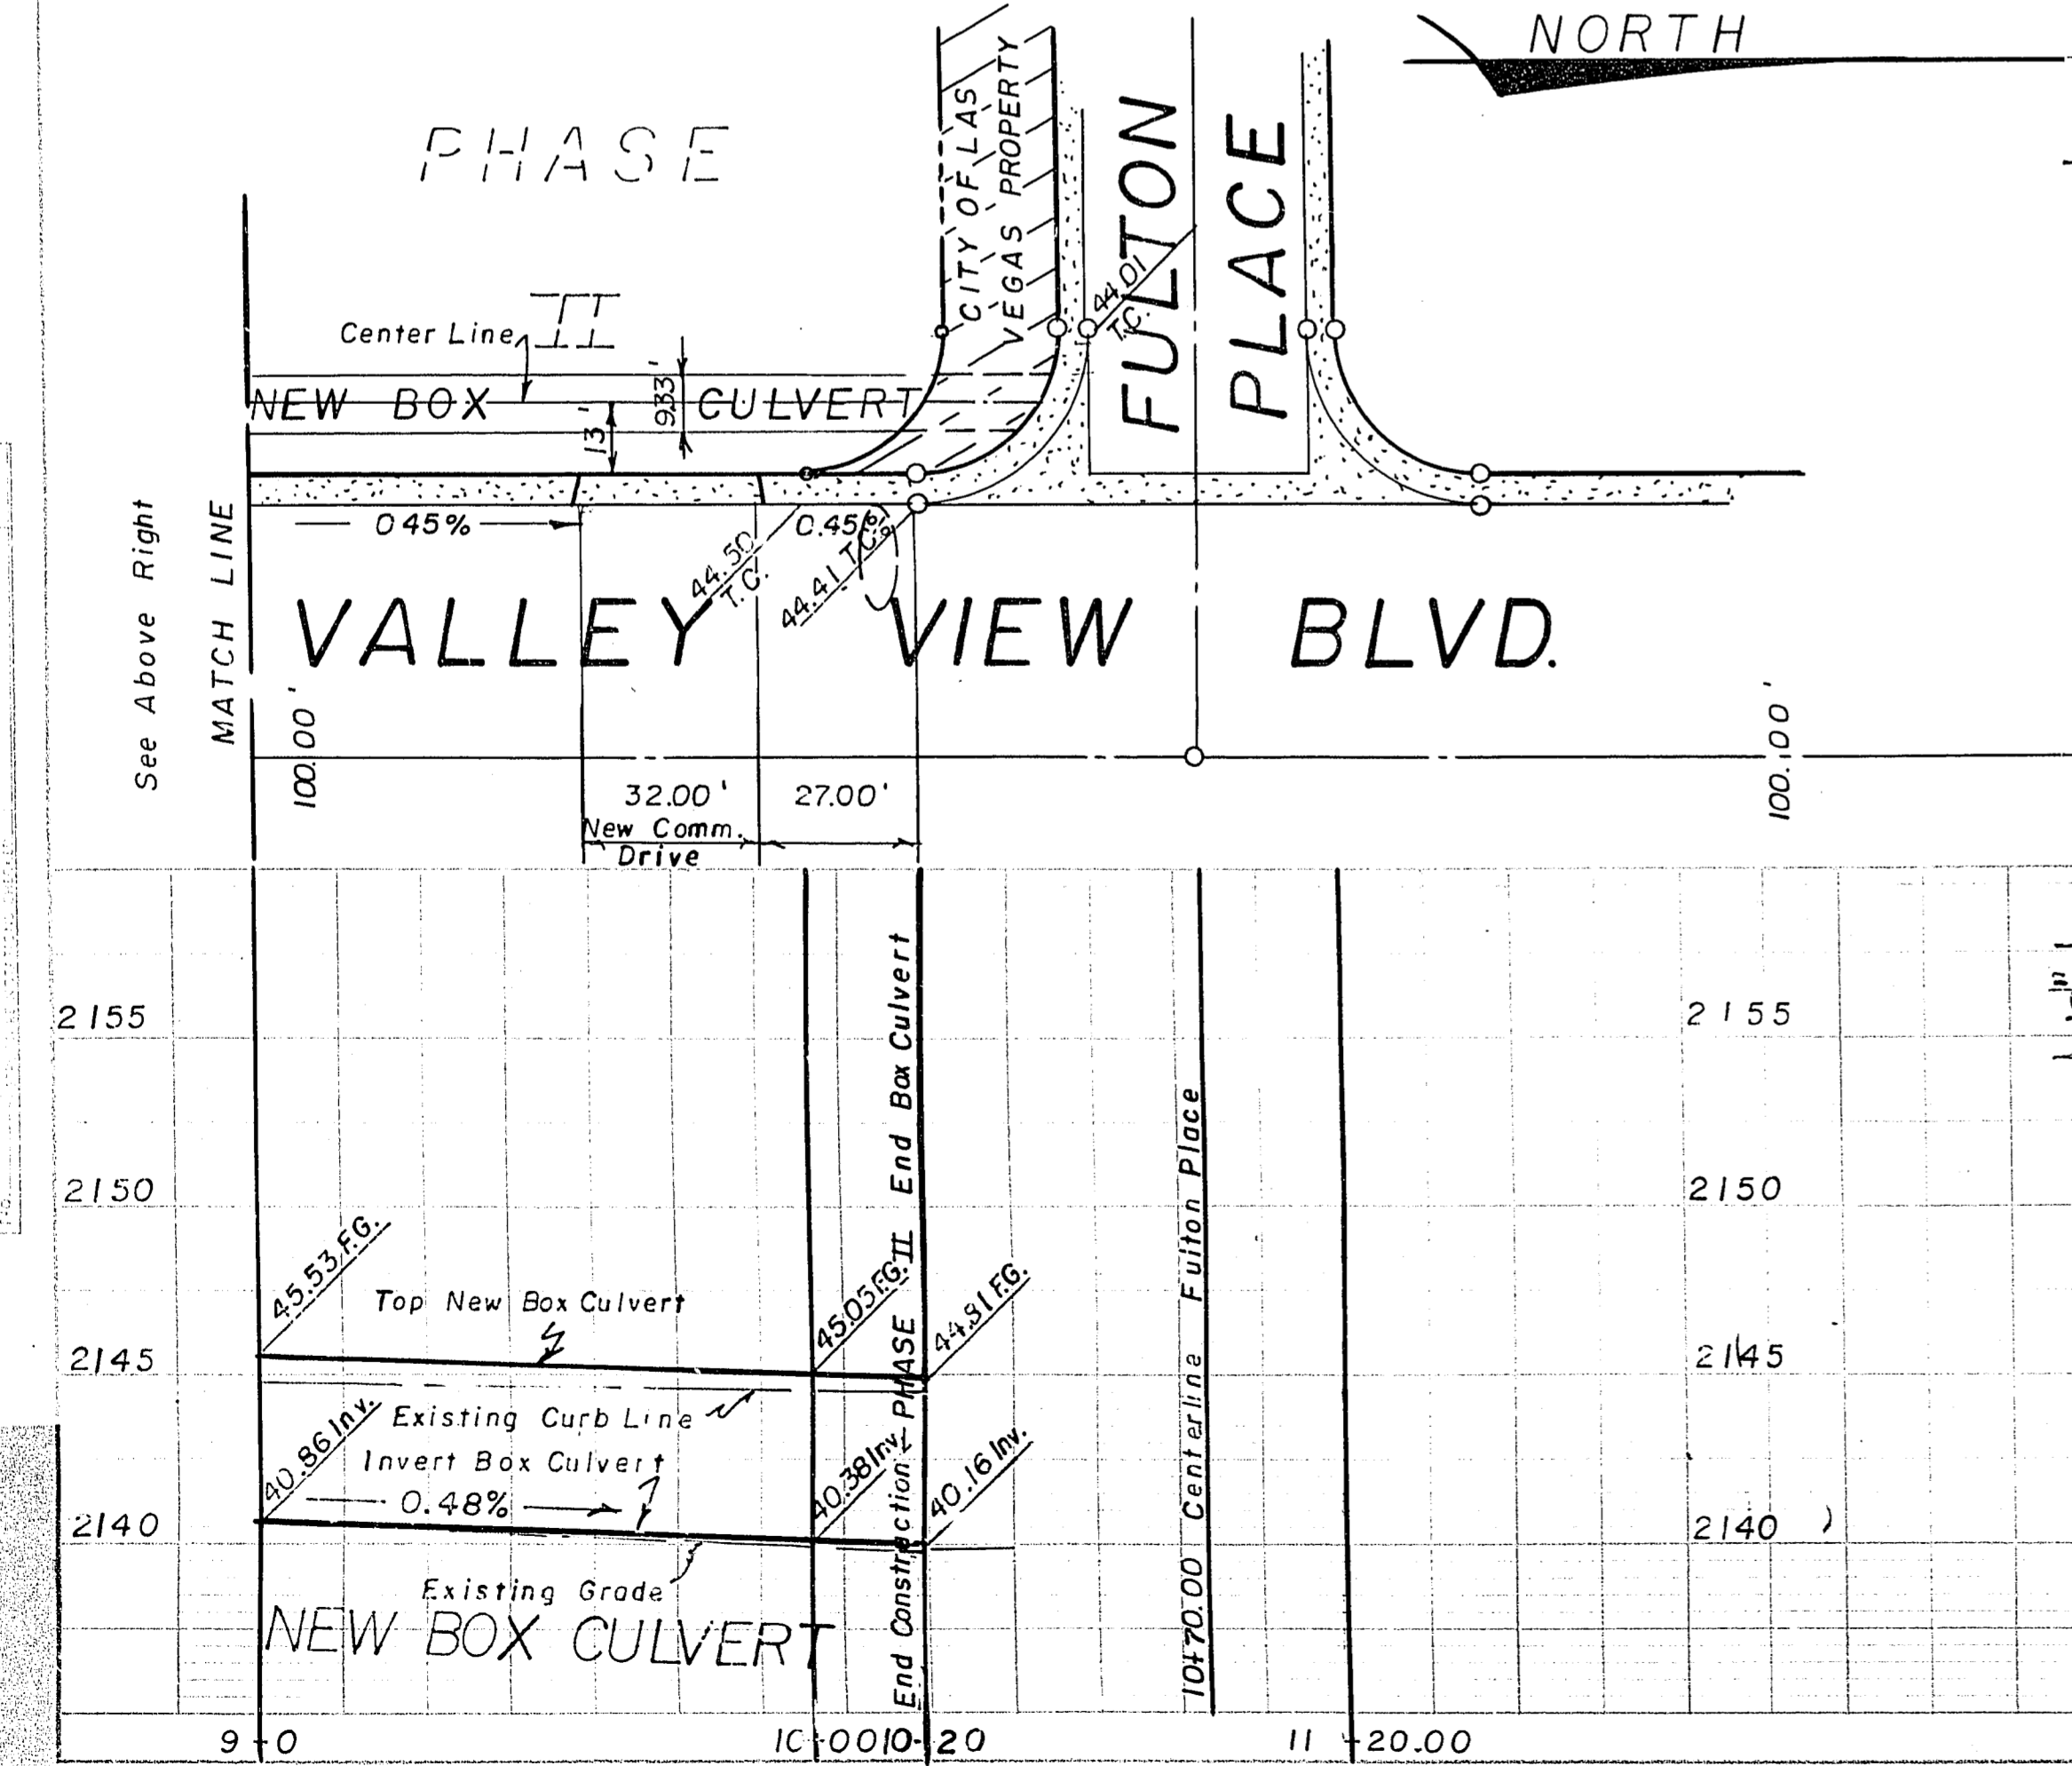 NORTH
PHASE
II
CITY OF LAS
VEGAS PROPERTY
FULTON
PLACE
44.01
T.C.
Center Line
NEW BOX CULVERT
9.33'
13'
See Above Right
MATCH LINE
0.45%
0.45%
44.50
T.C.
44.41 T.C.
VALLEY VIEW BLVD.
100.00'
100.00'
32.00'
27.00'
New Comm.
Drive
2155
2155
2150
2150
2145
2145
2140
2140
45.53 F.G.
Top New Box Culvert
45.05 F.G.
44.81 F.G.
Existing Curb Line
40.86 Inv.
Invert Box Culvert
0.48%
40.38 Inv.
40.16 Inv.
Existing Grade
NEW BOX CULVERT
End Construction - PHASE II End Box Culvert
10+70.00 Centerline Fulton Place
9+0
10+00
10+20
11+20.00